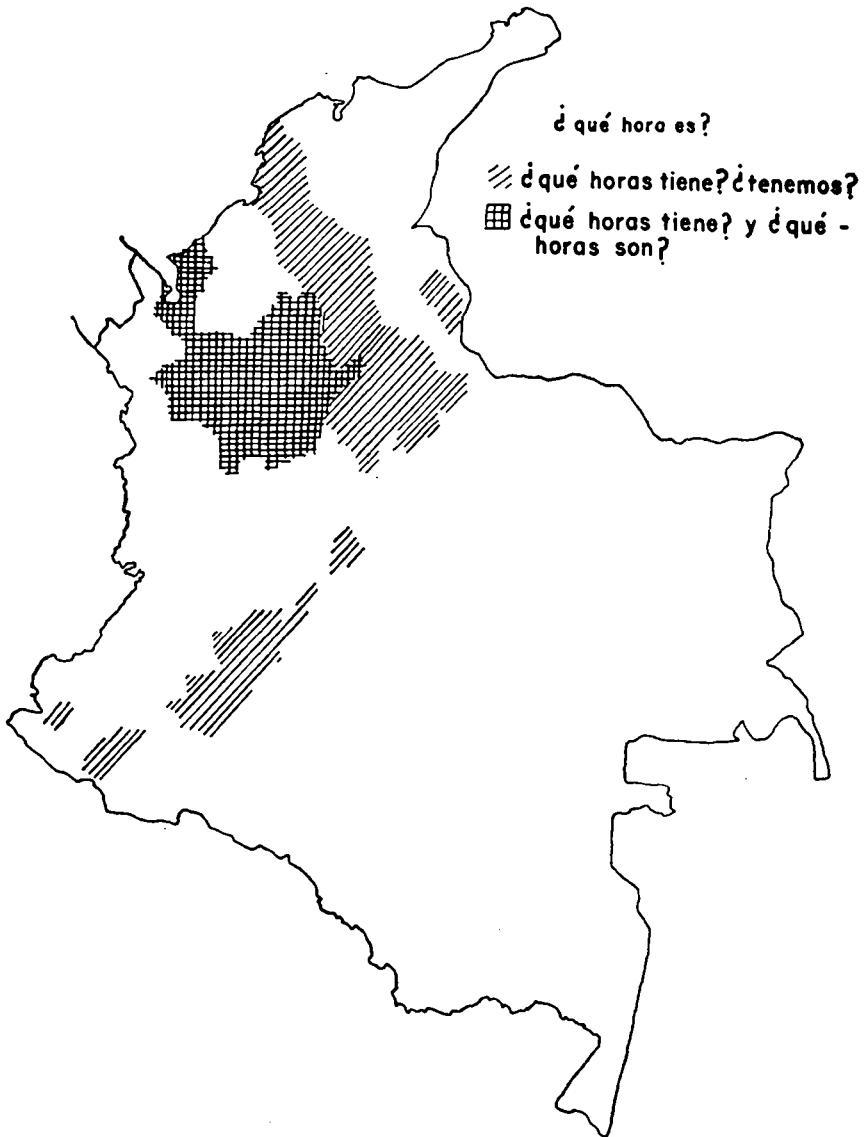 ¿qué hora es?
¿qué horas tiene?¿tenemos?
¿qué horas tiene? y ¿qué -
horas son?